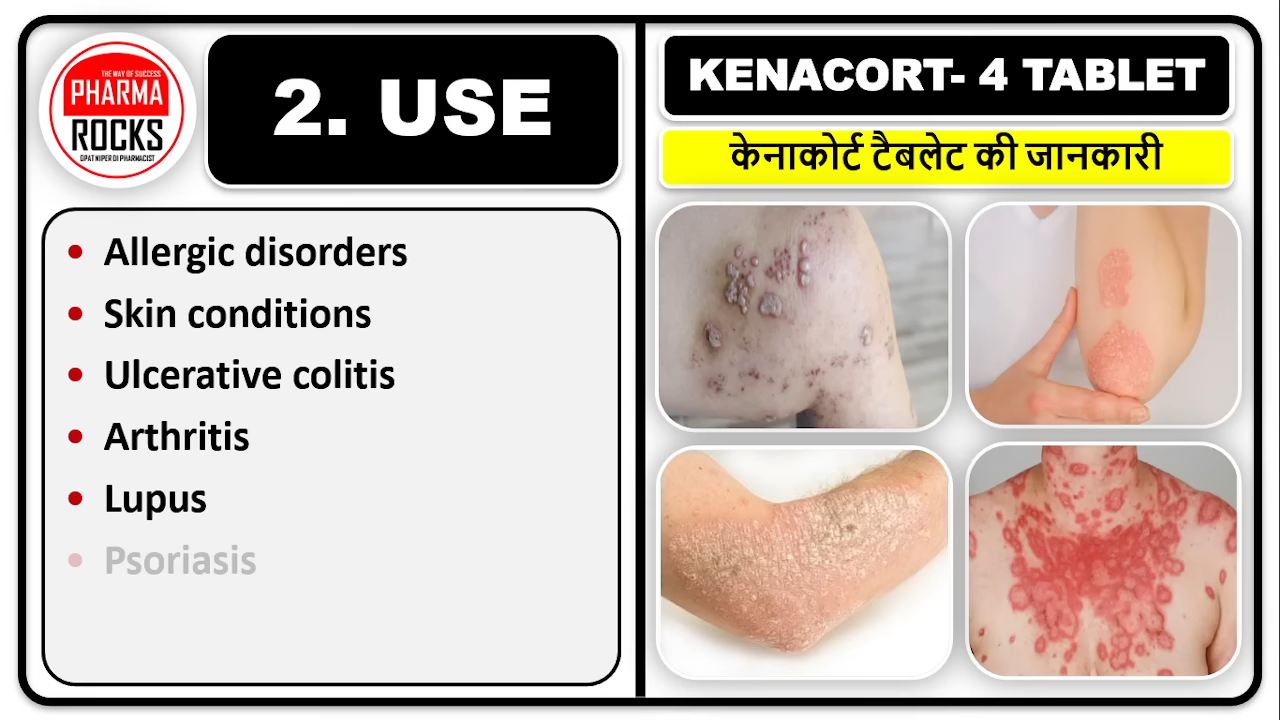 THE WAY OF SUCCESS
PHARMA
ROCKS
GPAT NIPER DI PHARMACIST
2. USE
• Allergic disorders
• Skin conditions
• Ulcerative colitis
• Arthritis
• Lupus
• Psoriasis
KENACORT- 4 TABLET
केनाकोर्ट टैबलेट की जानकारी